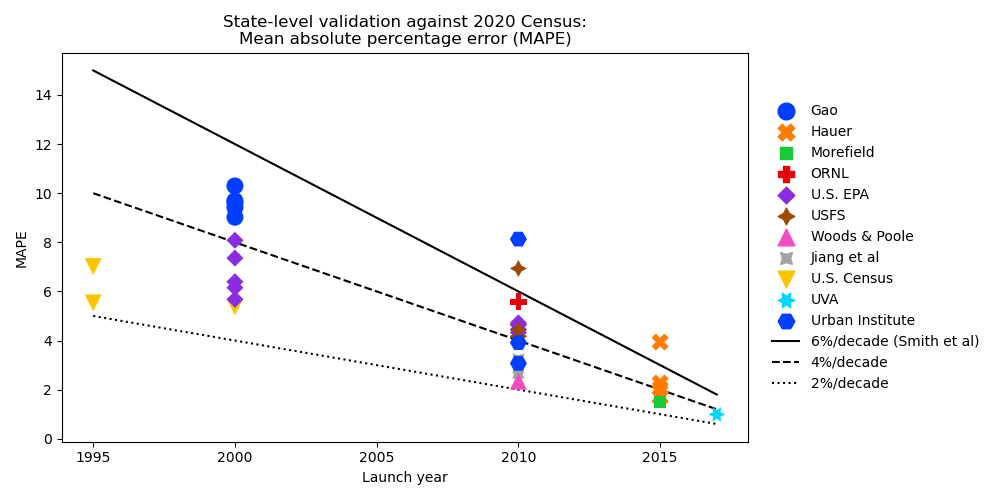 State-level validation against 2020 Census:
Mean absolute percentage error (MAPE)
MAPE
14
12
10
8
6
4
2
0
1995
2000
2005
2010
2015
Launch year
Gao
Hauer
Morefield
ORNL
U.S. EPA
USFS
Woods & Poole
Jiang et al
U.S. Census
UVA
Urban Institute
6%/decade (Smith et al)
4%/decade
2%/decade